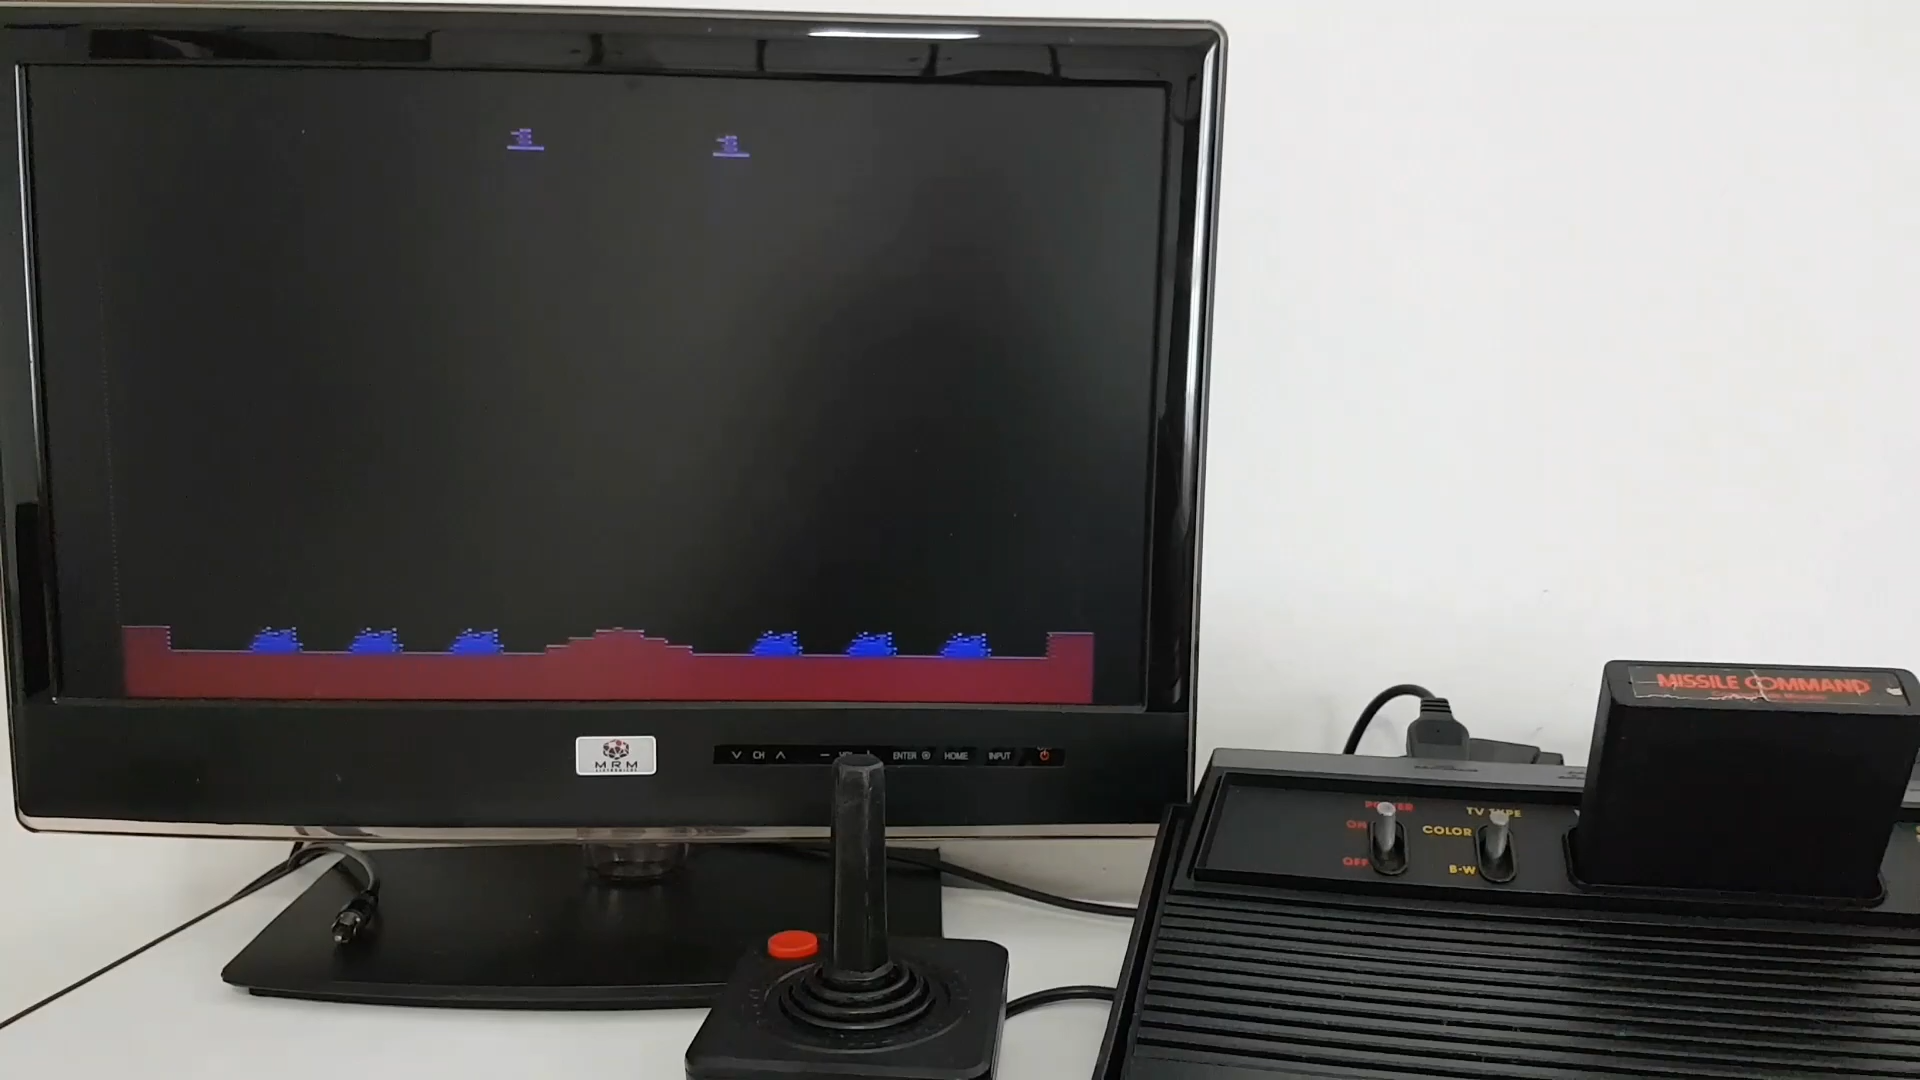 MISSILE COMMAND
MRM
CH
ENTER
HOME
INPUT
POWER
ON
OFF
TV TYPE
COLOR
B-W